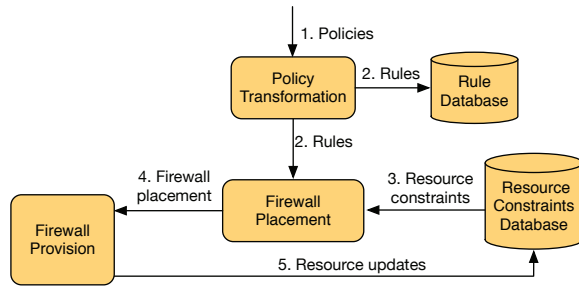 1. Policies
Policy
Transformation
2. Rules
Rule
Database
2. Rules
4. Firewall
placement
Firewall
Placement
3. Resource
constraints
Resource
Constraints
Database
Firewall
Provision
5. Resource updates